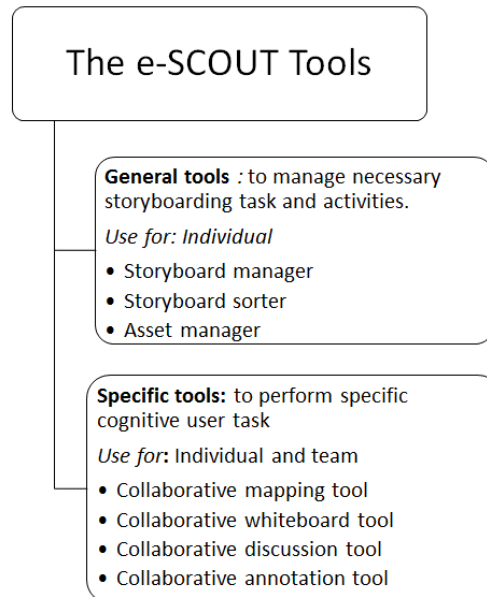 The e-SCOUT Tools
General tools : to manage necessary
storyboarding task and activities.
Use for: Individual
• Storyboard manager
• Storyboard sorter
• Asset manager
Specific tools: to perform specific
cognitive user task
Use for: Individual and team
• Collaborative mapping tool
• Collaborative whiteboard tool
• Collaborative discussion tool
• Collaborative annotation tool